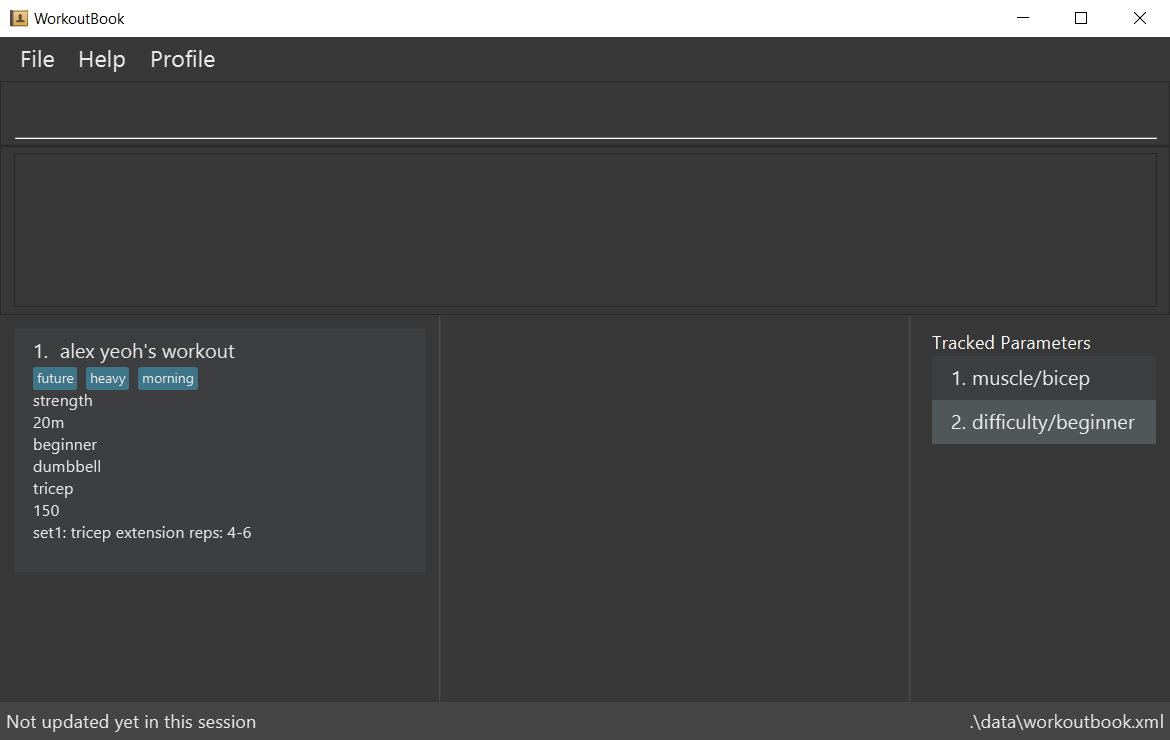 WorkoutBook
File Help Profile
1. alex yeoh's workout
future heavy morning
strength
20m
beginner
dumbbell
tricep
150
set1: tricep extension reps: 4-6
Tracked Parameters
1. muscle/bicep
2. difficulty/beginner
Not updated yet in this session
.\data\workoutbook.xml